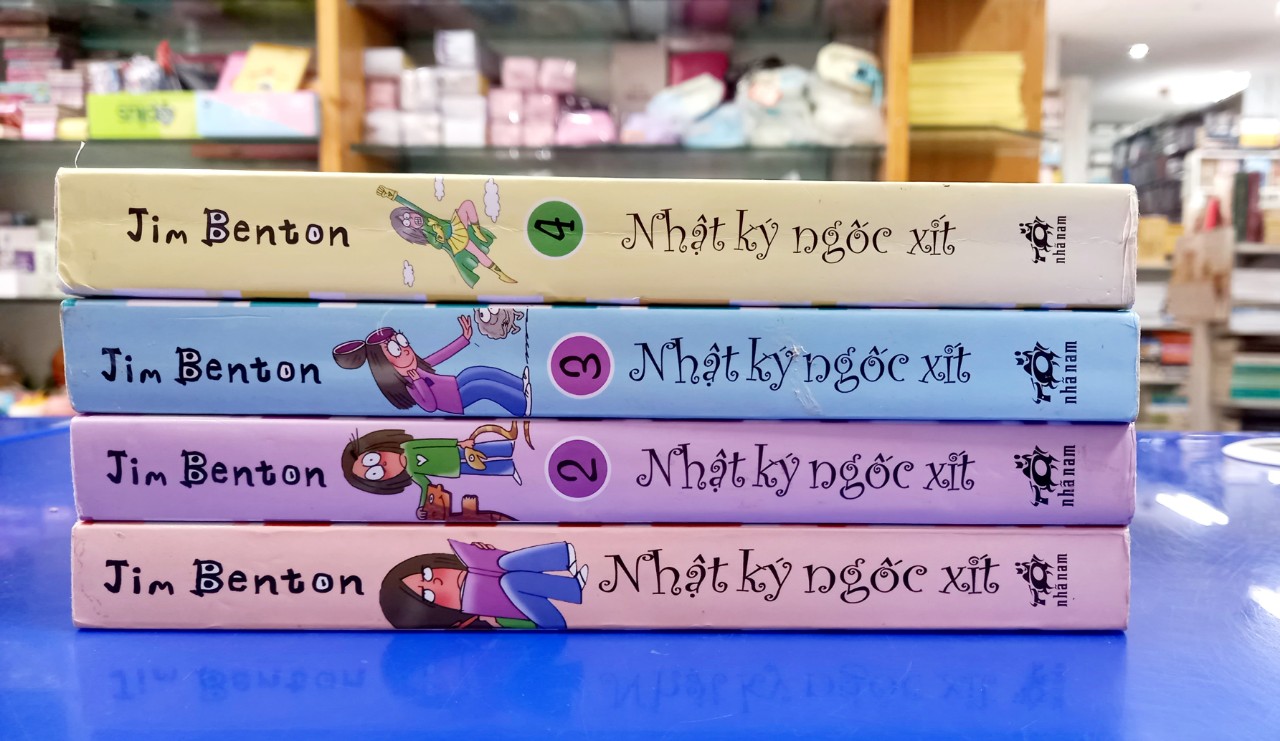 Jim Benton 4 Nhật ký ngốc xít nhã nam
Jim Benton 3 Nhật ký ngốc xít nhã nam
Jim Benton 2 Nhật ký ngốc xít nhã nam
Jim Benton Nhật ký ngốc xít nhã nam